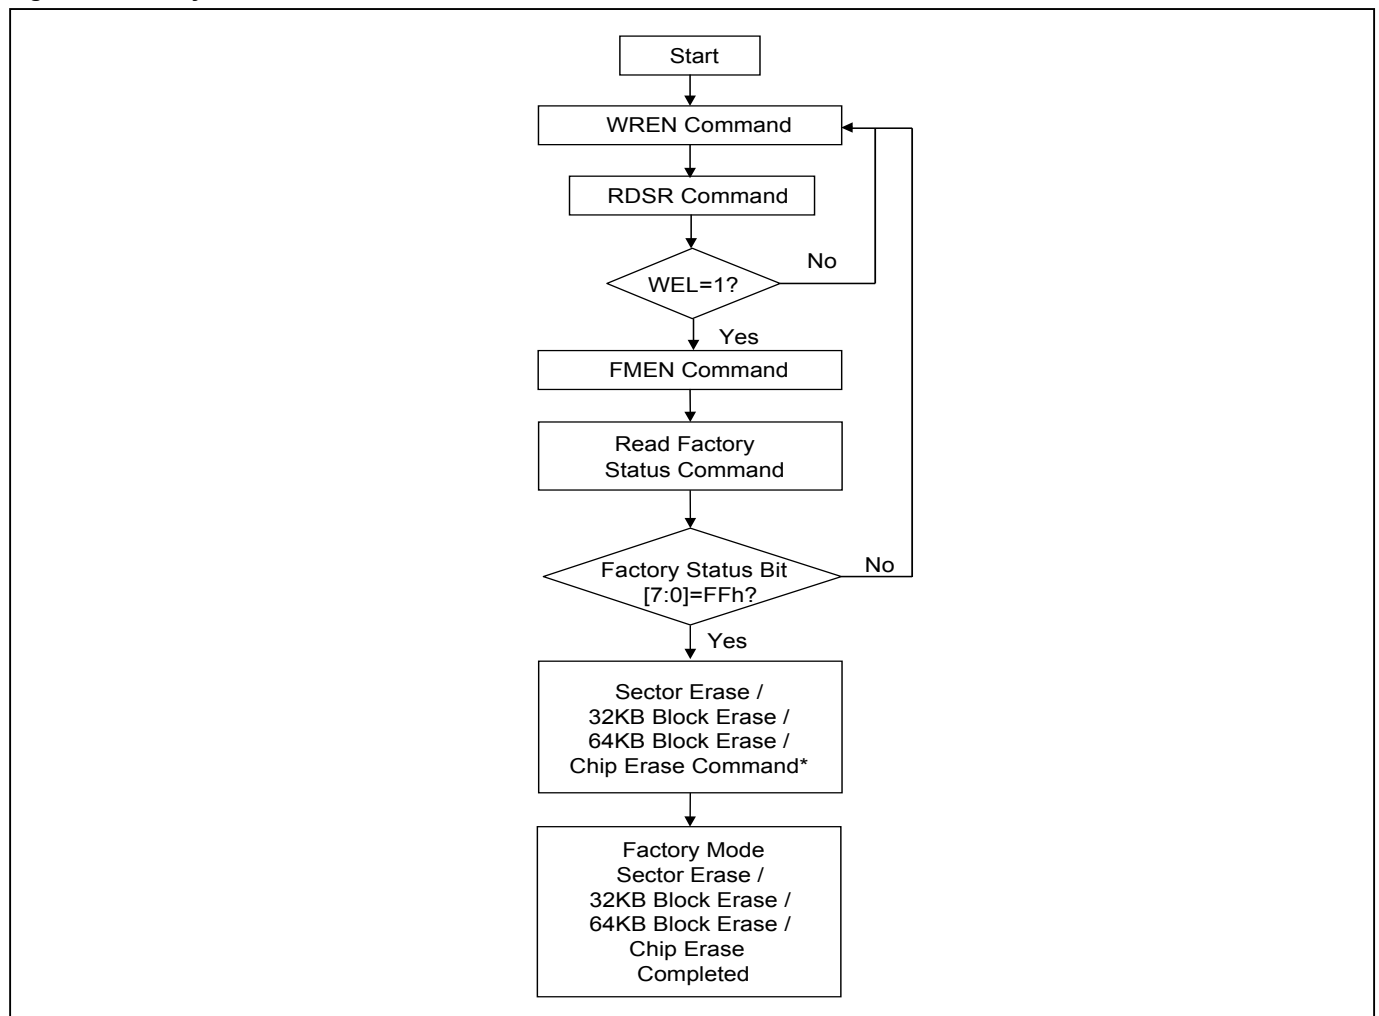 Start
WREN Command
RDSR Command
No
WEL=1?
Yes
FMEN Command
Read Factory
Status Command
Factory Status Bit
[7:0]=FFh?
No
Yes
Sector Erase /
32KB Block Erase /
64KB Block Erase /
Chip Erase Command*
Factory Mode
Sector Erase /
32KB Block Erase /
64KB Block Erase /
Chip Erase
Completed